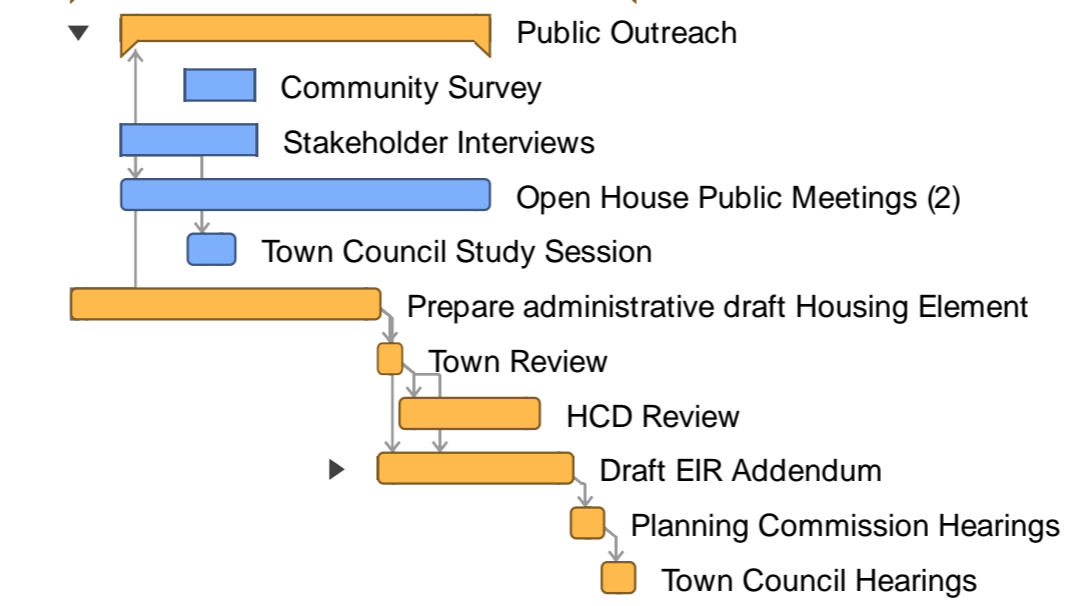 Public Outreach
Community Survey
Stakeholder Interviews
Open House Public Meetings (2)
Town Council Study Session
Prepare administrative draft Housing Element
Town Review
HCD Review
Draft EIR Addendum
Planning Commission Hearings
Town Council Hearings